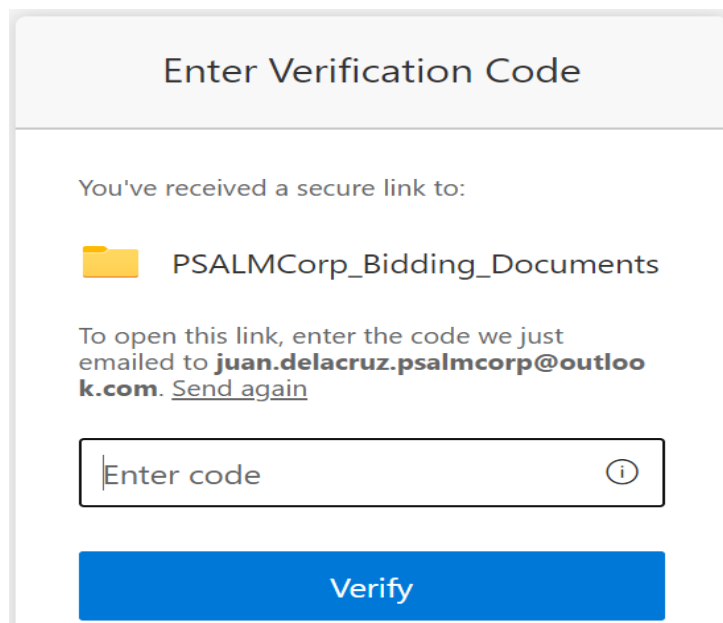 Enter Verification Code
You've received a secure link to:
PSALMCorp_Bidding_Documents
To open this link, enter the code we just
emailed to juan.delacruz.psalmcorp@outloo
k.com. Send again
Enter code
Verify